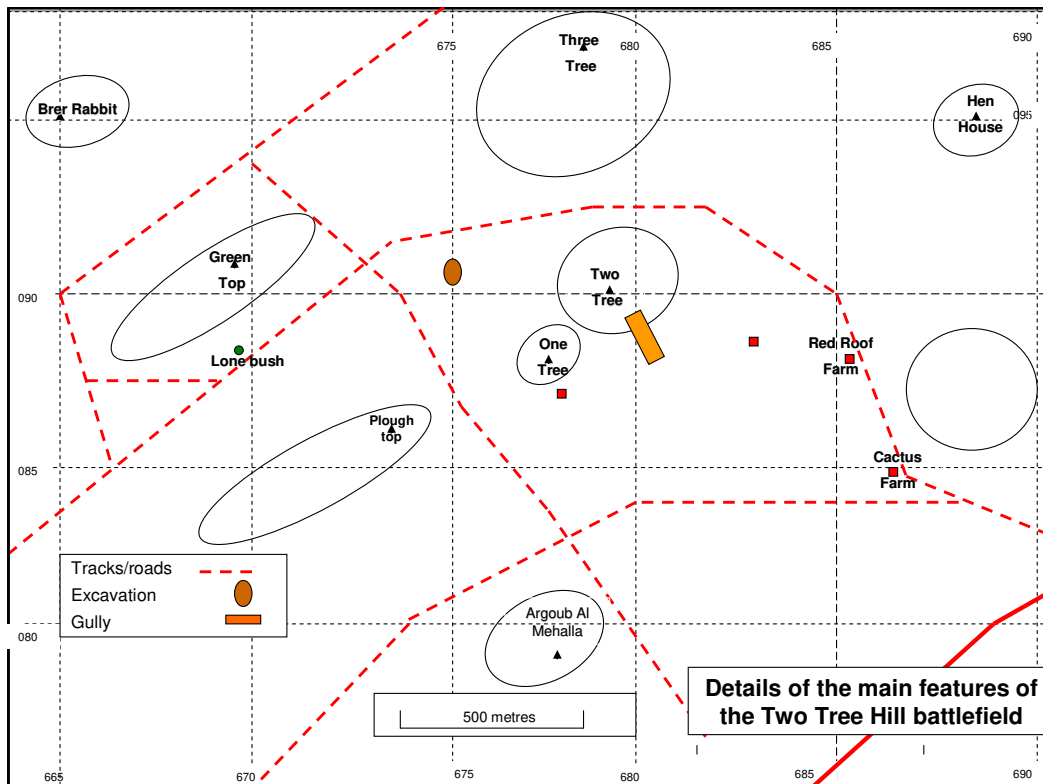 675
680
685
690
Three
Tree
Brer Rabbit
Hen
House
095
Green
Top
Two
Tree
090
Lone bush
One
Tree
Red Roof
Farm
Plough
top
Cactus
Farm
085
Tracks/roads
Excavation
Gully
080
Argoub Al
Mehalla
Details of the main features of
the Two Tree Hill battlefield
500 metres
665
670
675
680
685
690